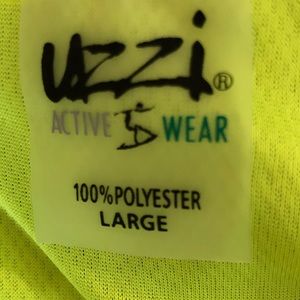 uzzi®
ACTIVE WEAR
100%POLYESTER
LARGE